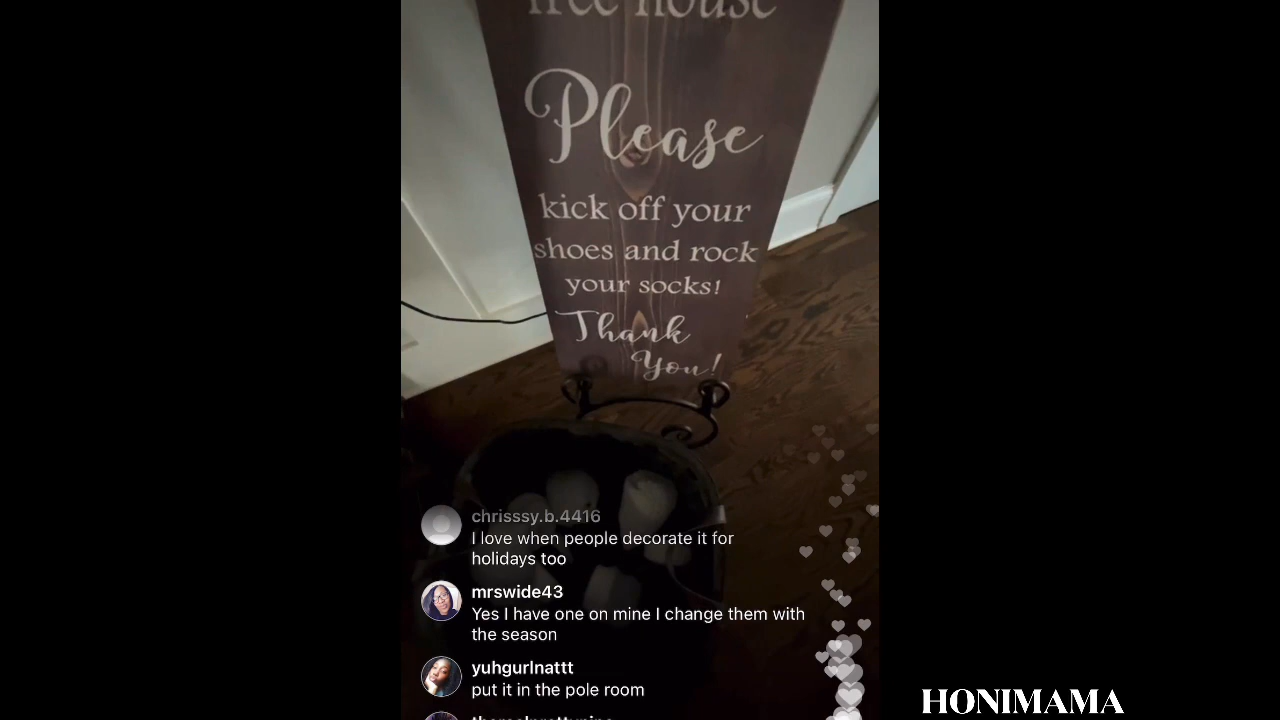 free house
Please
kick off your
shoes and rock
your socks!
Thank
You!
chrisssy.b.4416
I love when people decorate it for
holidays too
mrswide43
Yes I have one on mine I change them with
the season
yuhgurlnattt
put it in the pole room
HONIMAMA